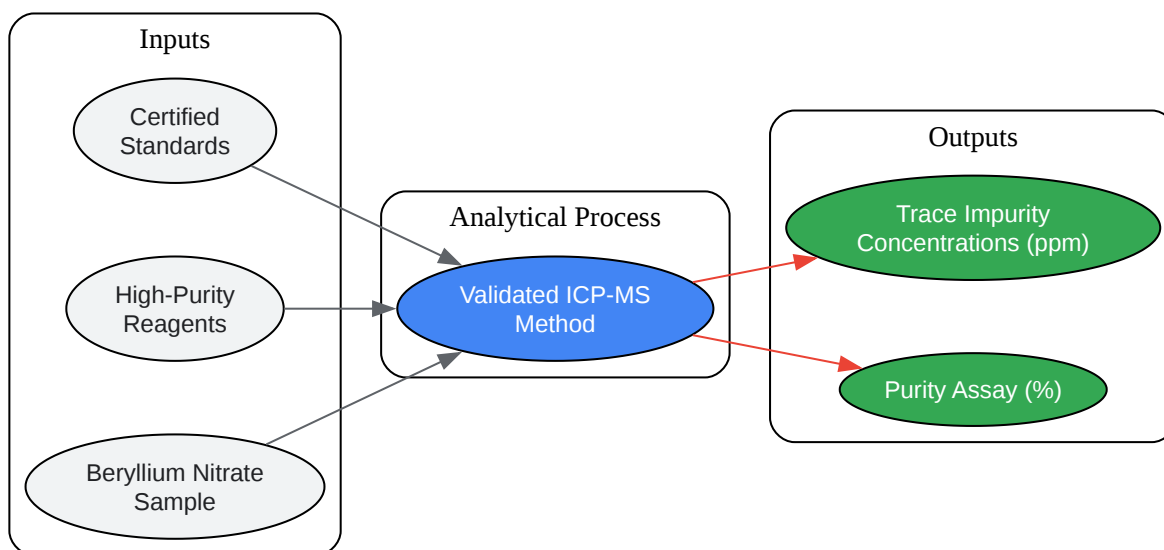 Inputs
Certified
Standards
High-Purity
Reagents
Beryllium Nitrate
Sample
Analytical Process
Validated ICP-MS
Method
Outputs
Trace Impurity
Concentrations (ppm)
Purity Assay (%)